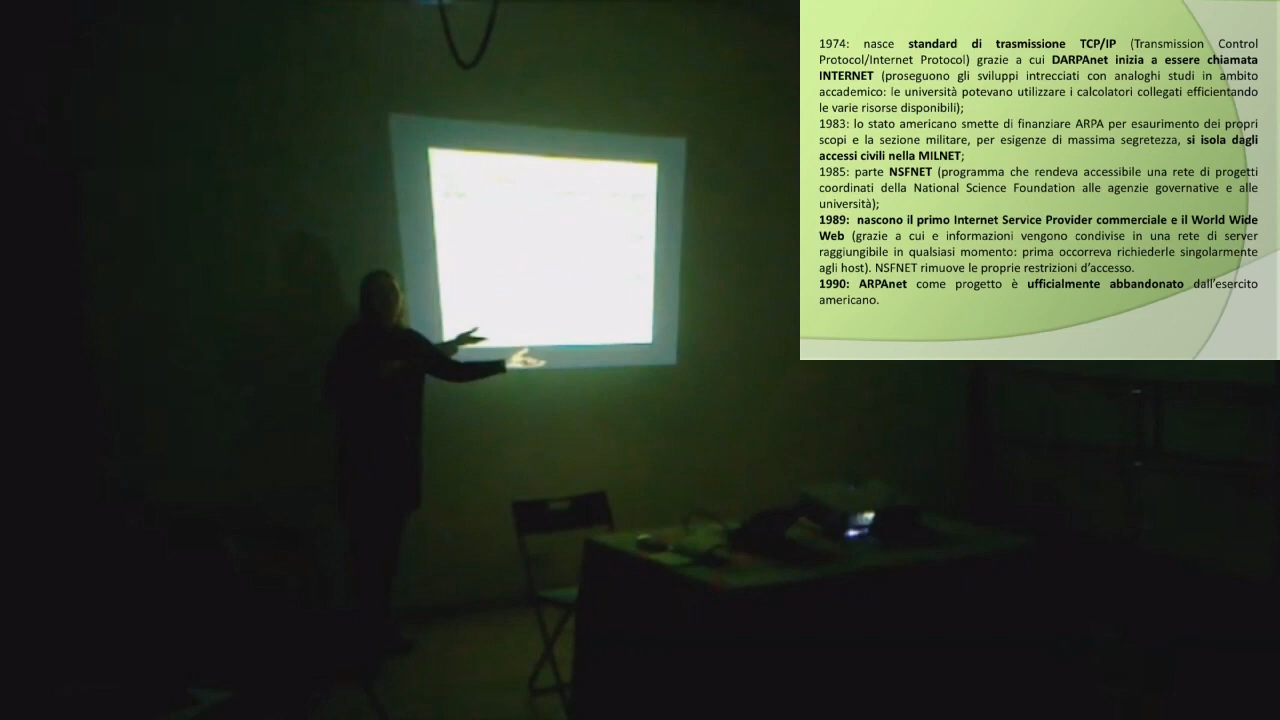 1974: nasce standard di trasmissione TCP/IP (Transmission Control
Protocol/Internet Protocol) grazie a cui DARPAnet inizia a essere chiamata
INTERNET (proseguono gli sviluppi intrecciati con analoghi studi in ambito
accademico: le università potevano utilizzare i calcolatori collegati efficientando
le varie risorse disponibili);
1983: lo stato americano smette di finanziare ARPA per esaurimento dei propri
scopi e la sezione militare, per esigenze di massima segretezza, si isola dagli
accessi civili nella MILNET;
1985: parte NSFNET (programma che rendeva accessibile una rete di progetti
coordinati della National Science Foundation alle agenzie governative e alle
università);
1989: nascono il primo Internet Service Provider commerciale e il World Wide
Web (grazie a cui e informazioni vengono condivise in una rete di server
raggiungibile in qualsiasi momento: prima occorreva richiederle singolarmente
agli host). NSFNET rimuove le proprie restrizioni d'accesso.
1990: ARPAnet come progetto è ufficialmente abbandonato dall'esercito
americano.